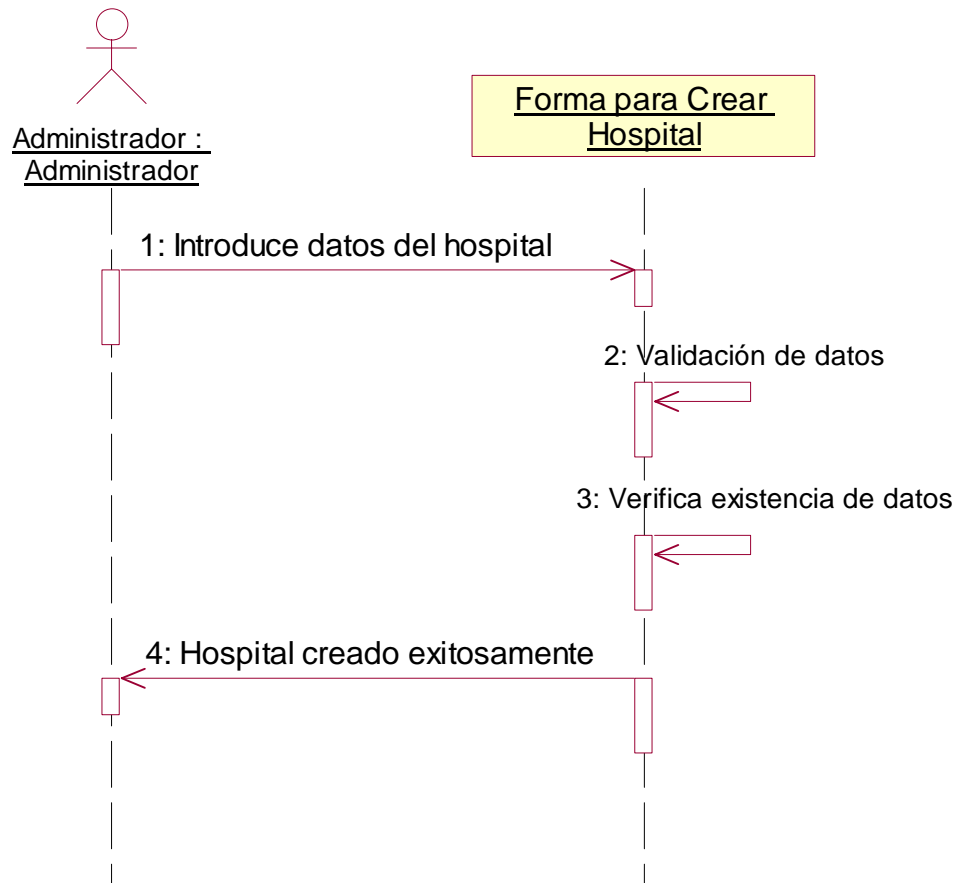 Administrador :
Administrador
Forma para Crear
Hospital
1: Introduce datos del hospital
2: Validación de datos
3: Verifica existencia de datos
4: Hospital creado exitosamente